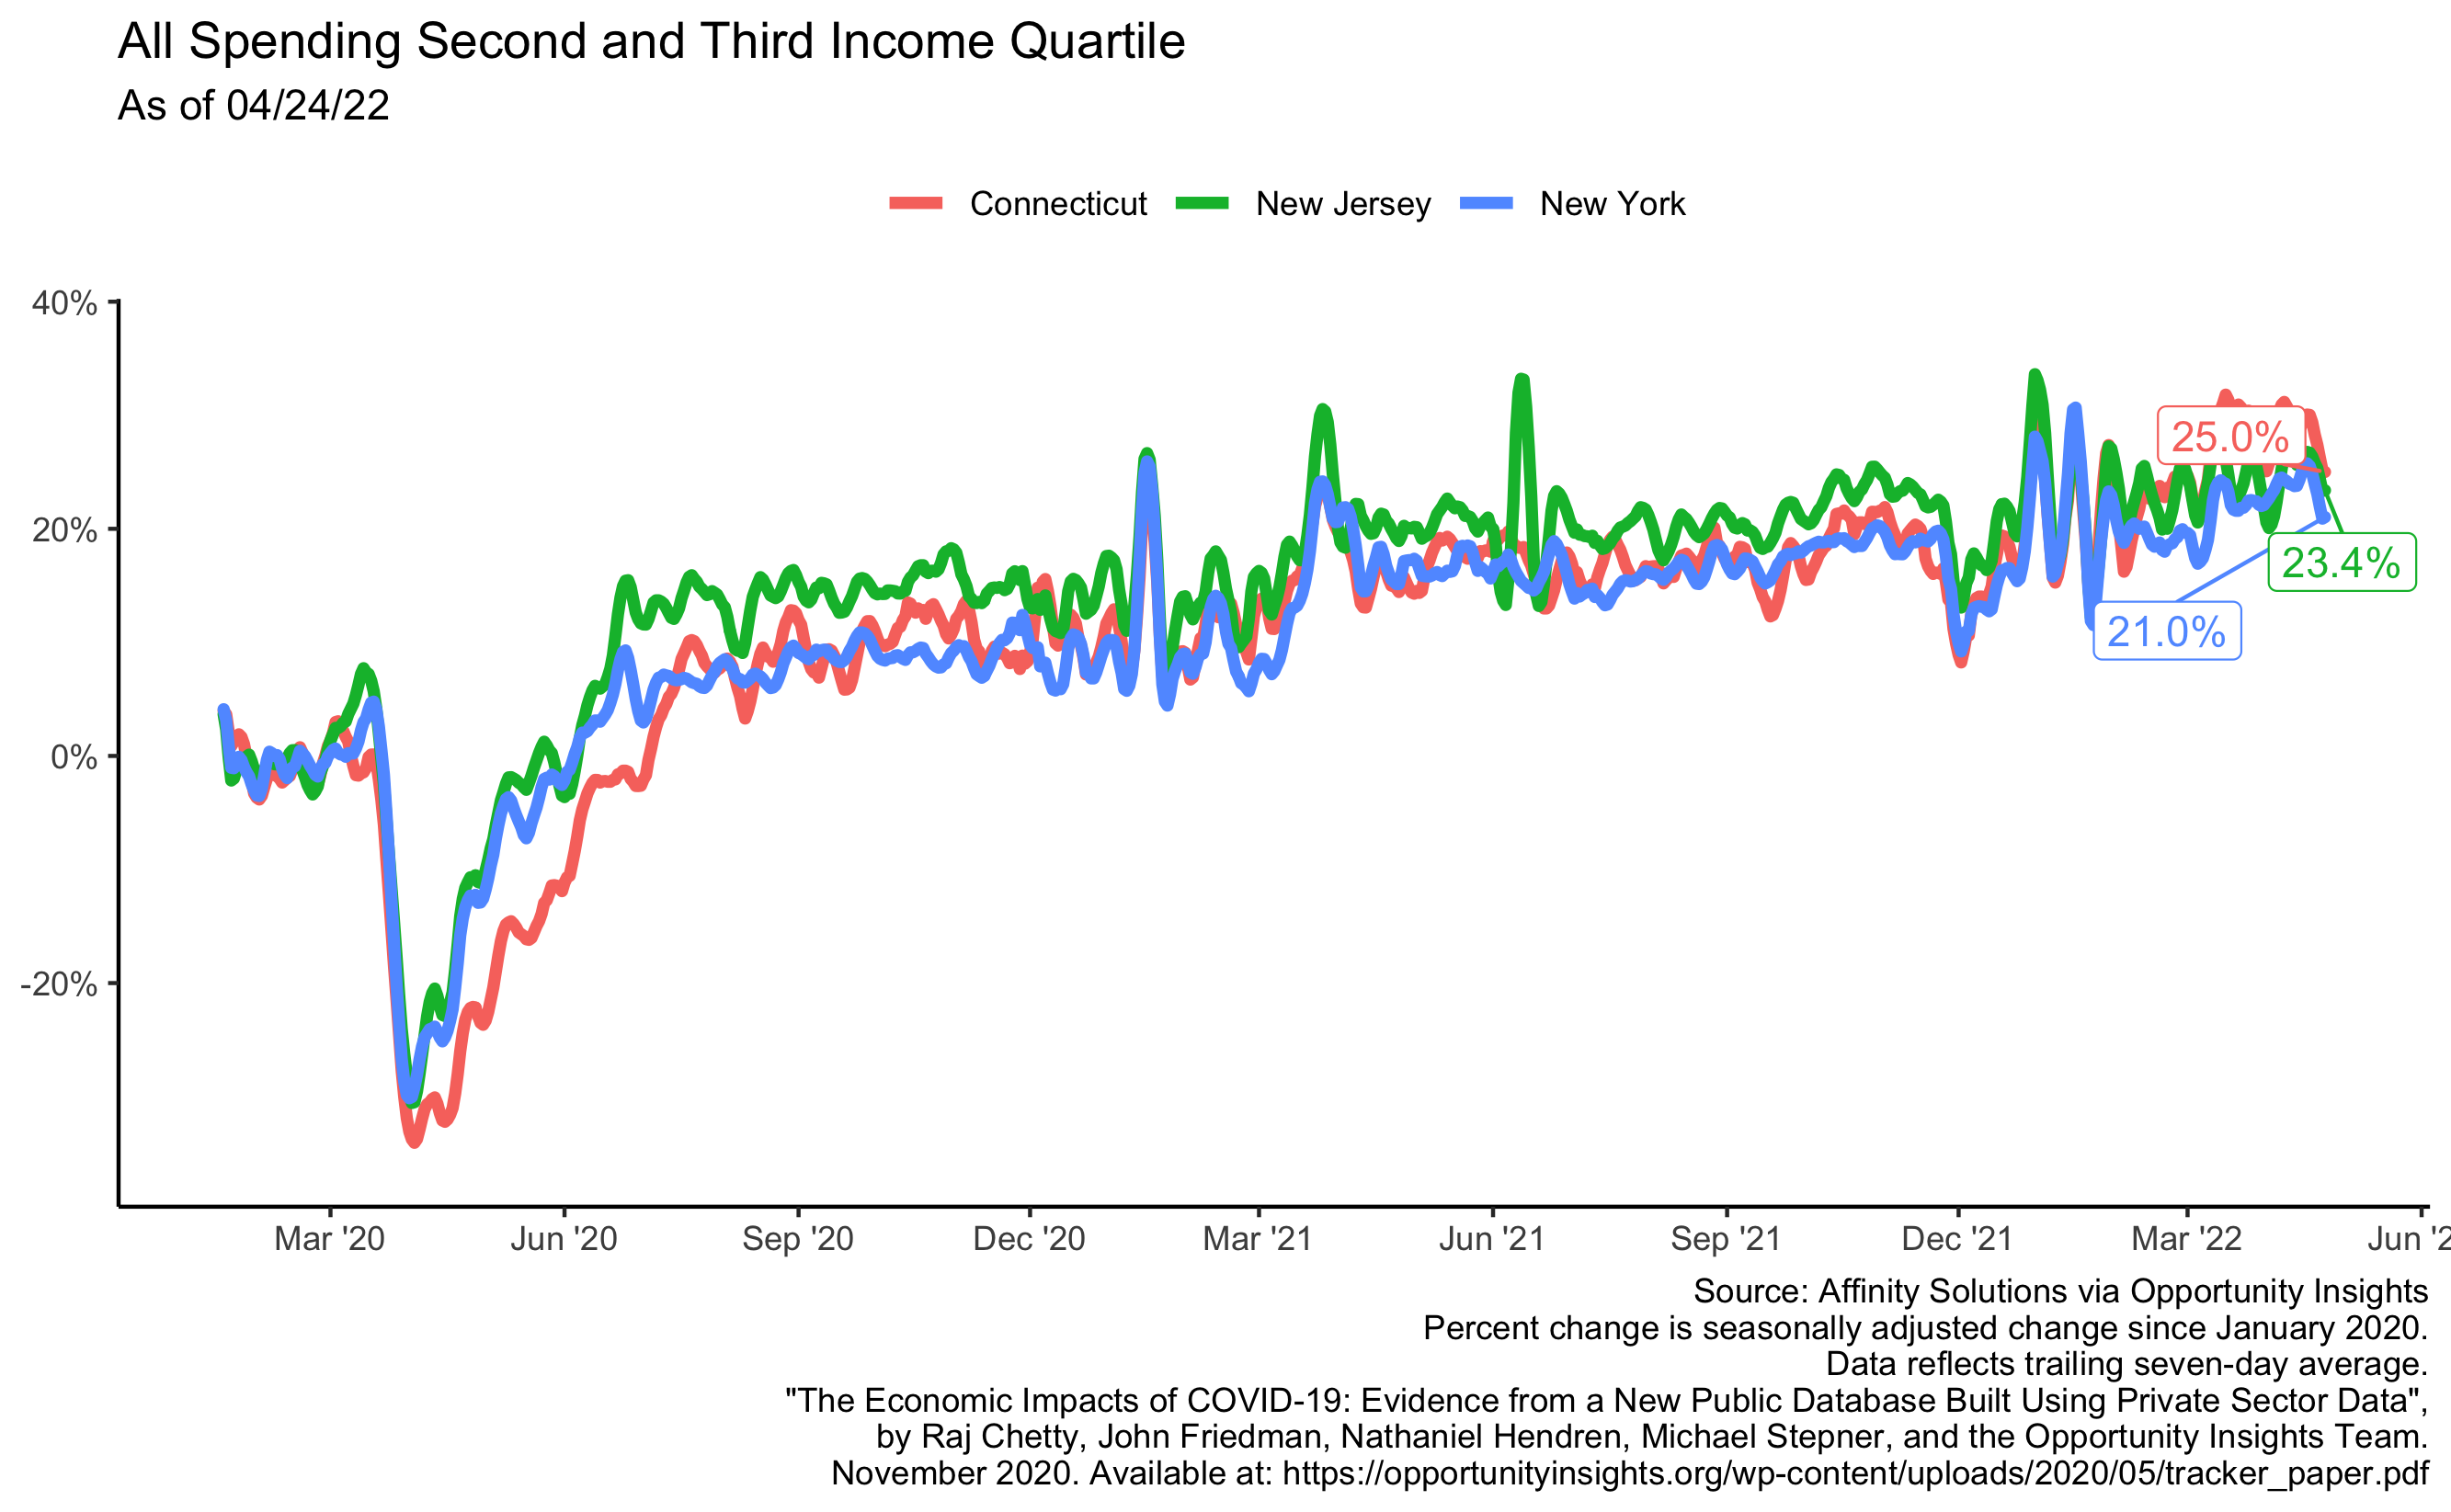 All Spending Second and Third Income Quartile
As of 04/24/22
Connecticut New Jersey New York
40%
20%
0%
-20%
25.0%
23.4%
21.0%
Mar '20 Jun '20 Sep '20 Dec '20 Mar '21 Jun '21 Sep '21 Dec '21 Mar '22 Jun '2
Source: Affinity Solutions via Opportunity Insights
Percent change is seasonally adjusted change since January 2020.
Data reflects trailing seven-day average.
"The Economic Impacts of COVID-19: Evidence from a New Public Database Built Using Private Sector Data",
by Raj Chetty, John Friedman, Nathaniel Hendren, Michael Stepner, and the Opportunity Insights Team.
November 2020. Available at: https://opportunityinsights.org/wp-content/uploads/2020/05/tracker_paper.pdf